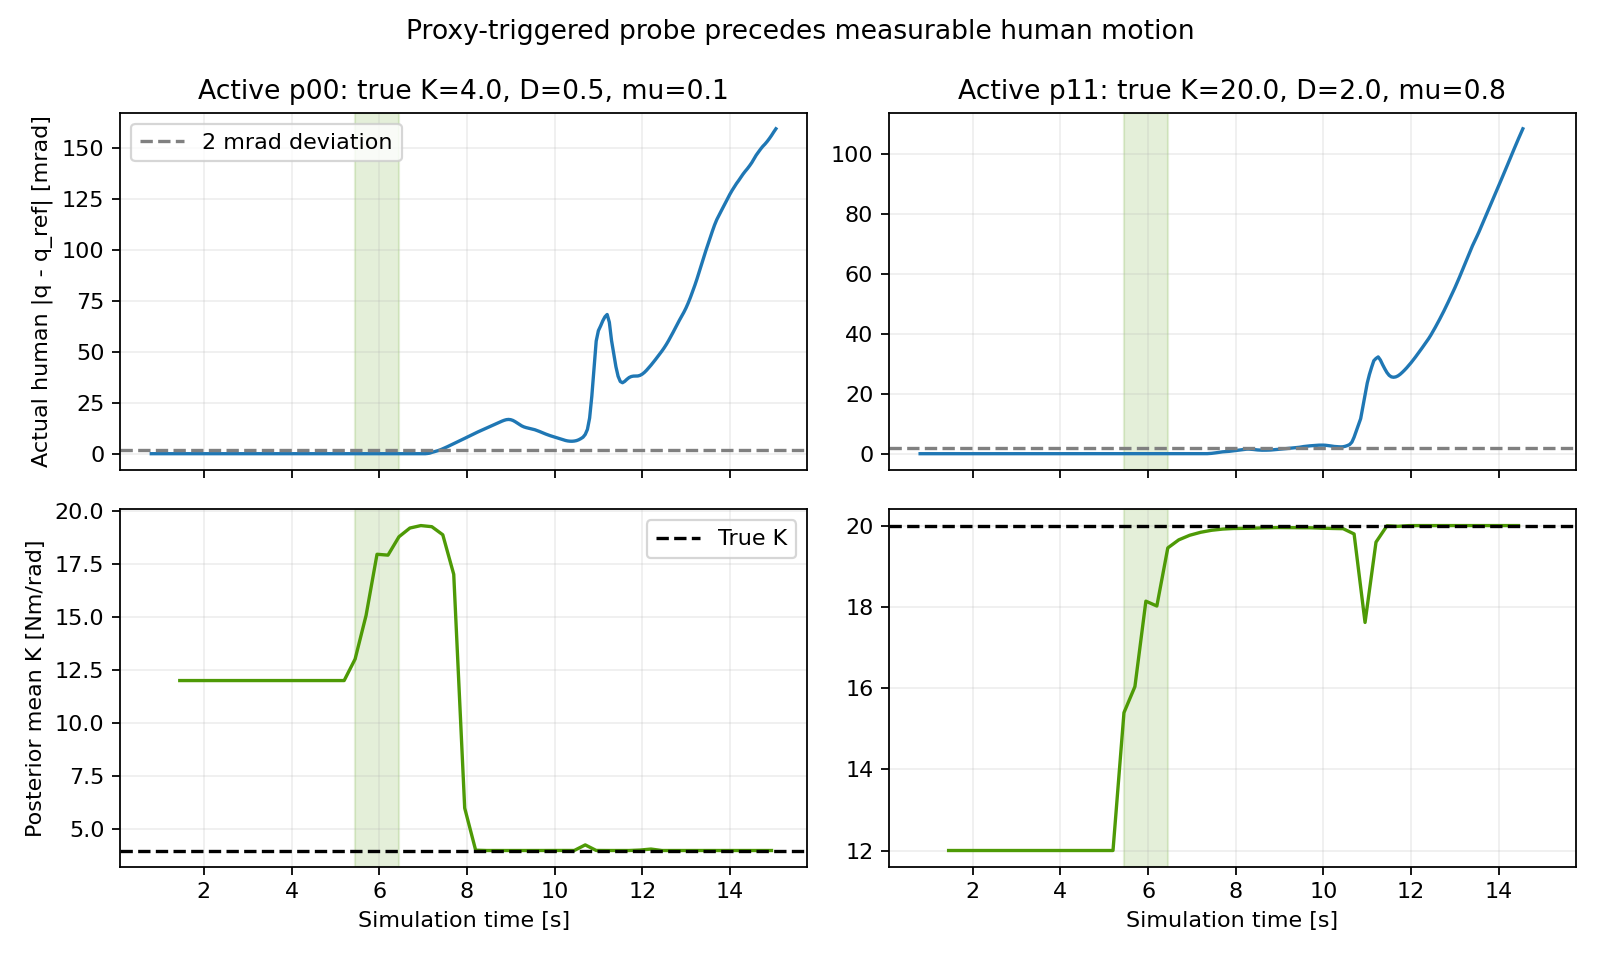 Proxy-triggered probe precedes measurable human motion
Active p00: true K=4.0, D=0.5, mu=0.1
Active p11: true K=20.0, D=2.0, mu=0.8
Actual human |q - q_ref| [mrad]
150
125
100
75
50
25
0
2 mrad deviation
100
80
60
40
20
0
Posterior mean K [Nm/rad]
20.0
17.5
15.0
12.5
10.0
7.5
5.0
True K
20
18
16
14
12
2 4 6 8 10 12 14
Simulation time [s]
2 4 6 8 10 12 14
Simulation time [s]